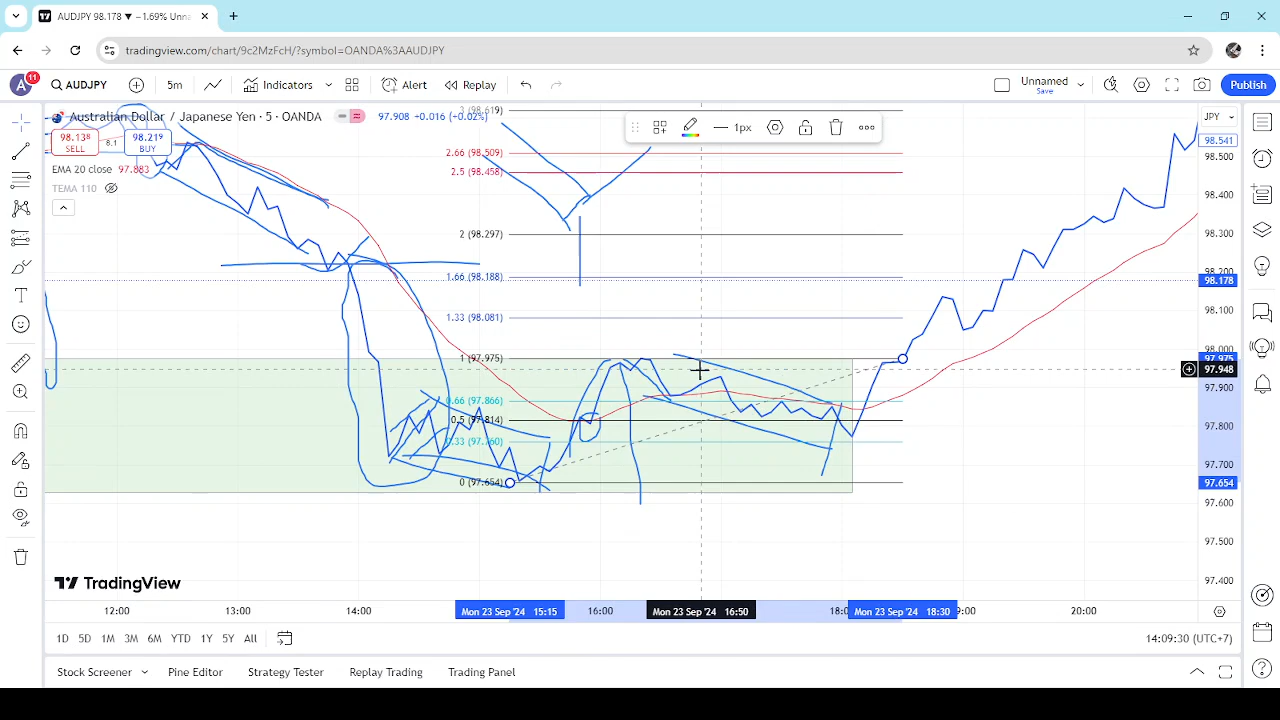 AUDJPY 98.178 ▼ −1.69% Unna
tradingview.com/chart/9c2MzFcH/?symbol=OANDA%3AAUDJPY
A 11 AUDJPY 5m Indicators Alert Replay Unnamed Save Publish
Australian Dollar / Japanese Yen · 5 · OANDA 97.908 +0.016 (+0.02%)
98.138 SELL 8.1 98.219 BUY
EMA 20 close 97.883
TEMA 110
1px
JPY
3 (98.619)
2.66 (98.509)
2.5 (98.458)
2 (98.297)
1.66 (98.188)
1.33 (98.081)
1 (97.975)
0.66 (97.866)
0.5 (97.814)
0 (97.654)
98.541
98.500
98.400
98.300
98.200
98.178
98.100
98.000
97.975
97.948
97.900
97.800
97.700
97.654
97.600
97.500
97.400
TradingView
12:00 13:00 14:00 Mon 23 Sep '24 15:15 16:00 Mon 23 Sep '24 16:50 Mon 23 Sep '24 18:30 20:00
1D 5D 1M 3M 6M YTD 1Y 5Y All 14:09:30 (UTC+7)
Stock Screener Pine Editor Strategy Tester Replay Trading Trading Panel